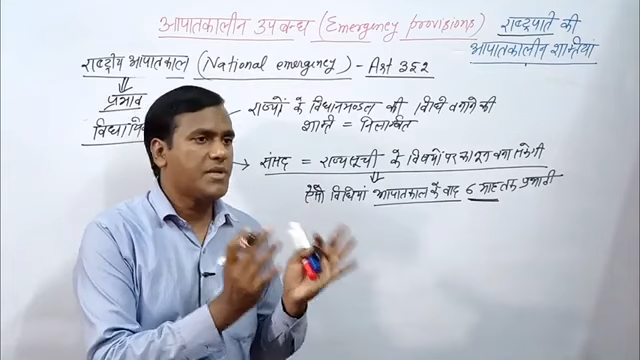 आपातकालीन उपबन्ध (Emergency provisions)
राष्ट्रपति की
आपातकालीन शक्तियां
राष्ट्रीय आपातकाल (National emergency) - Art 352
प्रभाव
राज्यों के विधानमण्डल की विधि बनाने की
शक्ति = निलम्बित
संसद = राज्यसूची के विषयों पर कानून बना सकेगी
ऐसी विधियां आपातकाल के बाद 6 माह तक प्रभावी